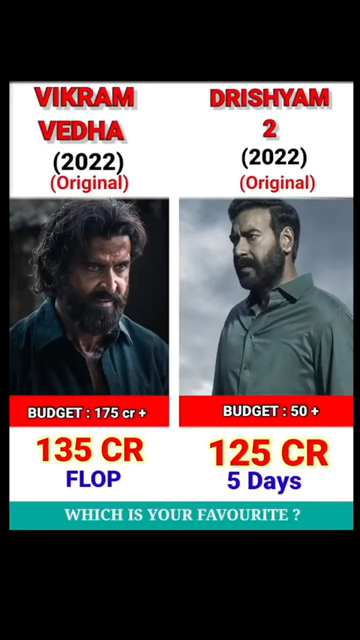 VIKRAM
VEDHA
(2022)
(Original)
BUDGET : 175 cr +
135 CR
FLOP
DRISHYAM
2
(2022)
(Original)
BUDGET : 50 +
125 CR
5 Days
WHICH IS YOUR FAVOURITE ?